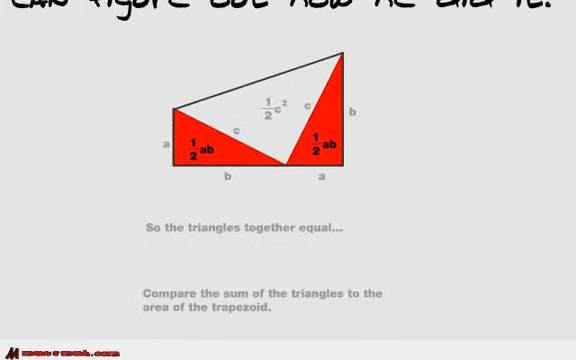 can figure out how he did it.
1/2 c²
c
b
a
c
1/2 ab
1/2 ab
b
a
So the triangles together equal...
Compare the sum of the triangles to the
area of the trapezoid.